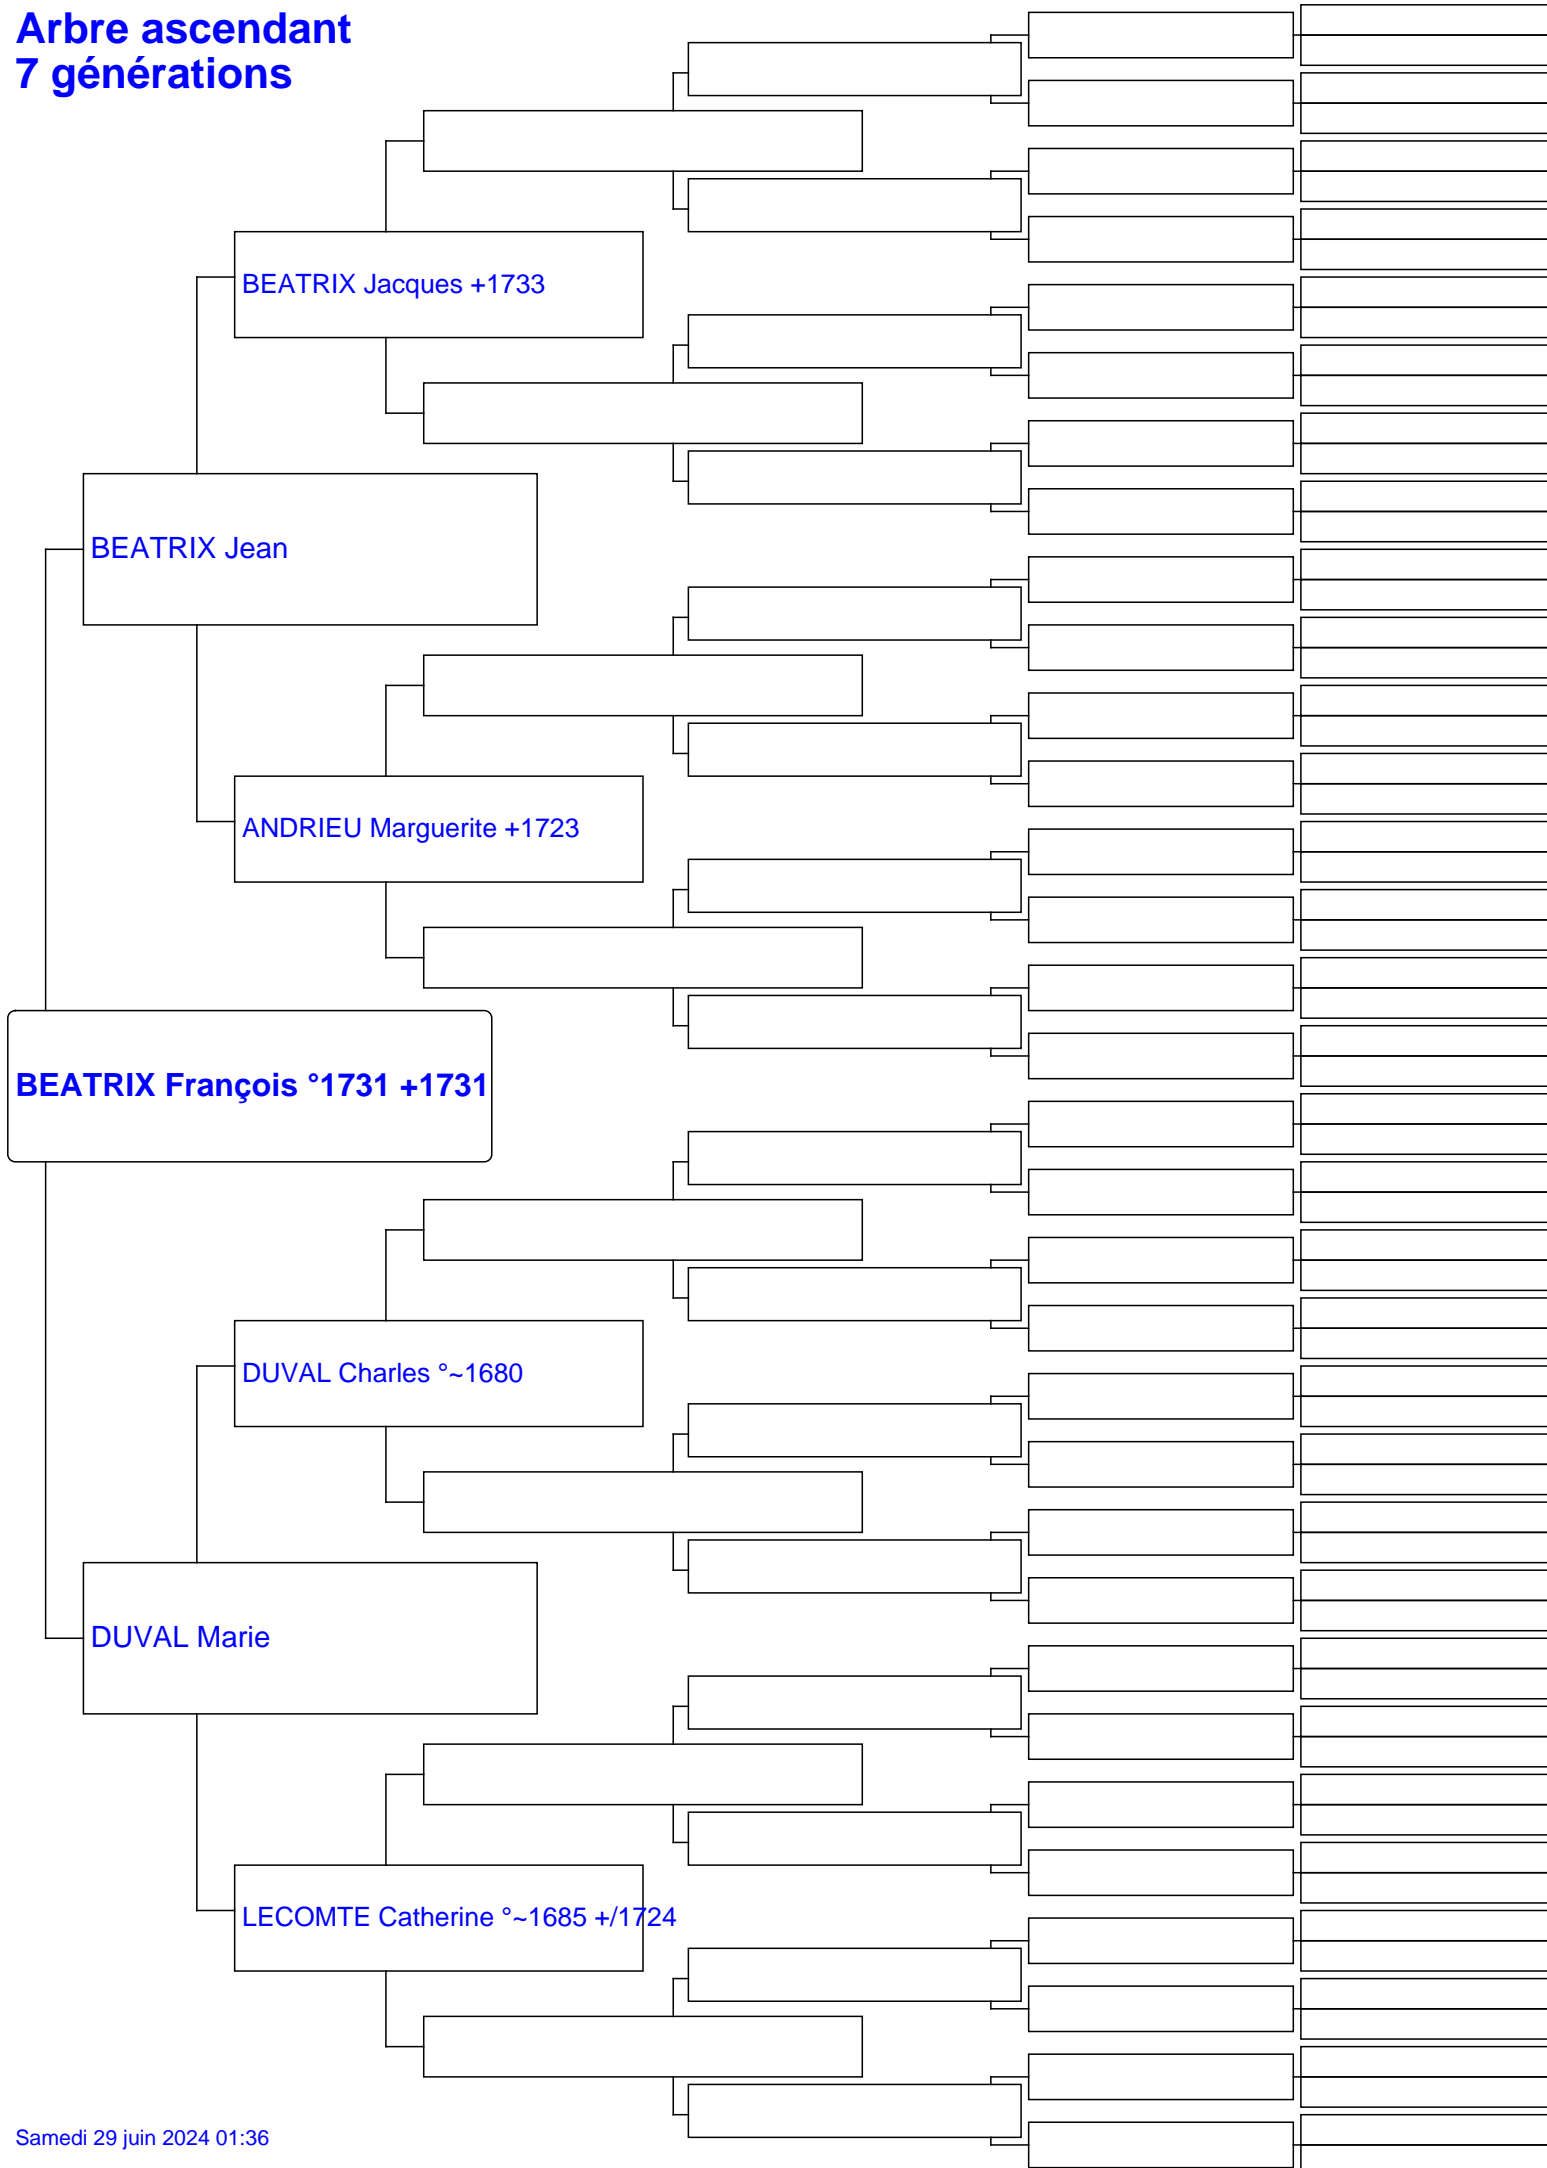 Arbre ascendant
7 générations
BEATRIX Jacques +1733
BEATRIX Jean
ANDRIEU Marguerite +1723
BEATRIX François °1731 +1731
DUVAL Charles °~1680
DUVAL Marie
LECOMTE Catherine °~1685 +/1724
Samedi 29 juin 2024 01:36